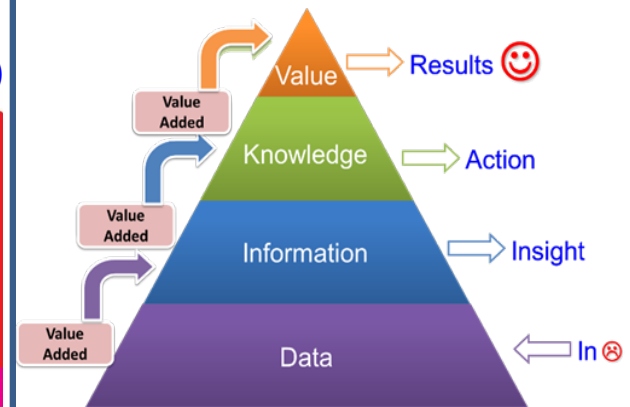 Value
Results
Value
Added
Knowledge
Action
Value
Added
Information
Insight
Value
Added
Data
In